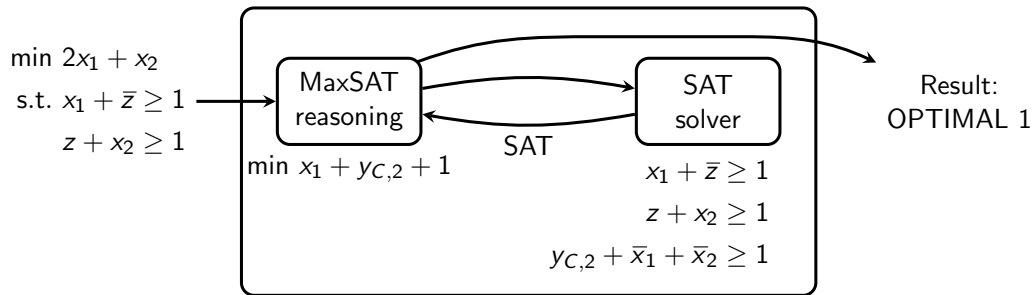 min 2x₁ + x₂
s.t. x₁ + z̄ ≥ 1
z + x₂ ≥ 1
MaxSAT
reasoning
min x₁ + y_{C,2} + 1
SAT
SAT
solver
x₁ + z̄ ≥ 1
z + x₂ ≥ 1
y_{C,2} + x̄₁ + x̄₂ ≥ 1
Result:
OPTIMAL 1